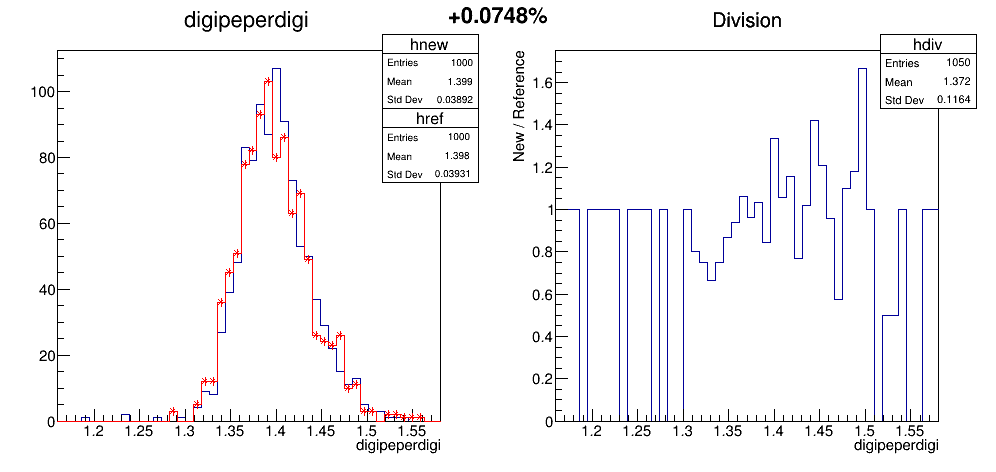 digipeperdigi
+0.0748%
Division
hnew
Entries 1000
Mean 1.399
Std Dev 0.03892
href
Entries 1000
Mean 1.398
Std Dev 0.03931
100
80
60
40
20
0
1.2 1.25 1.3 1.35 1.4 1.45 1.5 1.55
digipeperdigi
hdiv
Entries 1050
Mean 1.372
Std Dev 0.1164
New / Reference
1.6
1.4
1.2
1
0.8
0.6
0.4
0.2
0
1.2 1.25 1.3 1.35 1.4 1.45 1.5 1.55
digipeperdigi